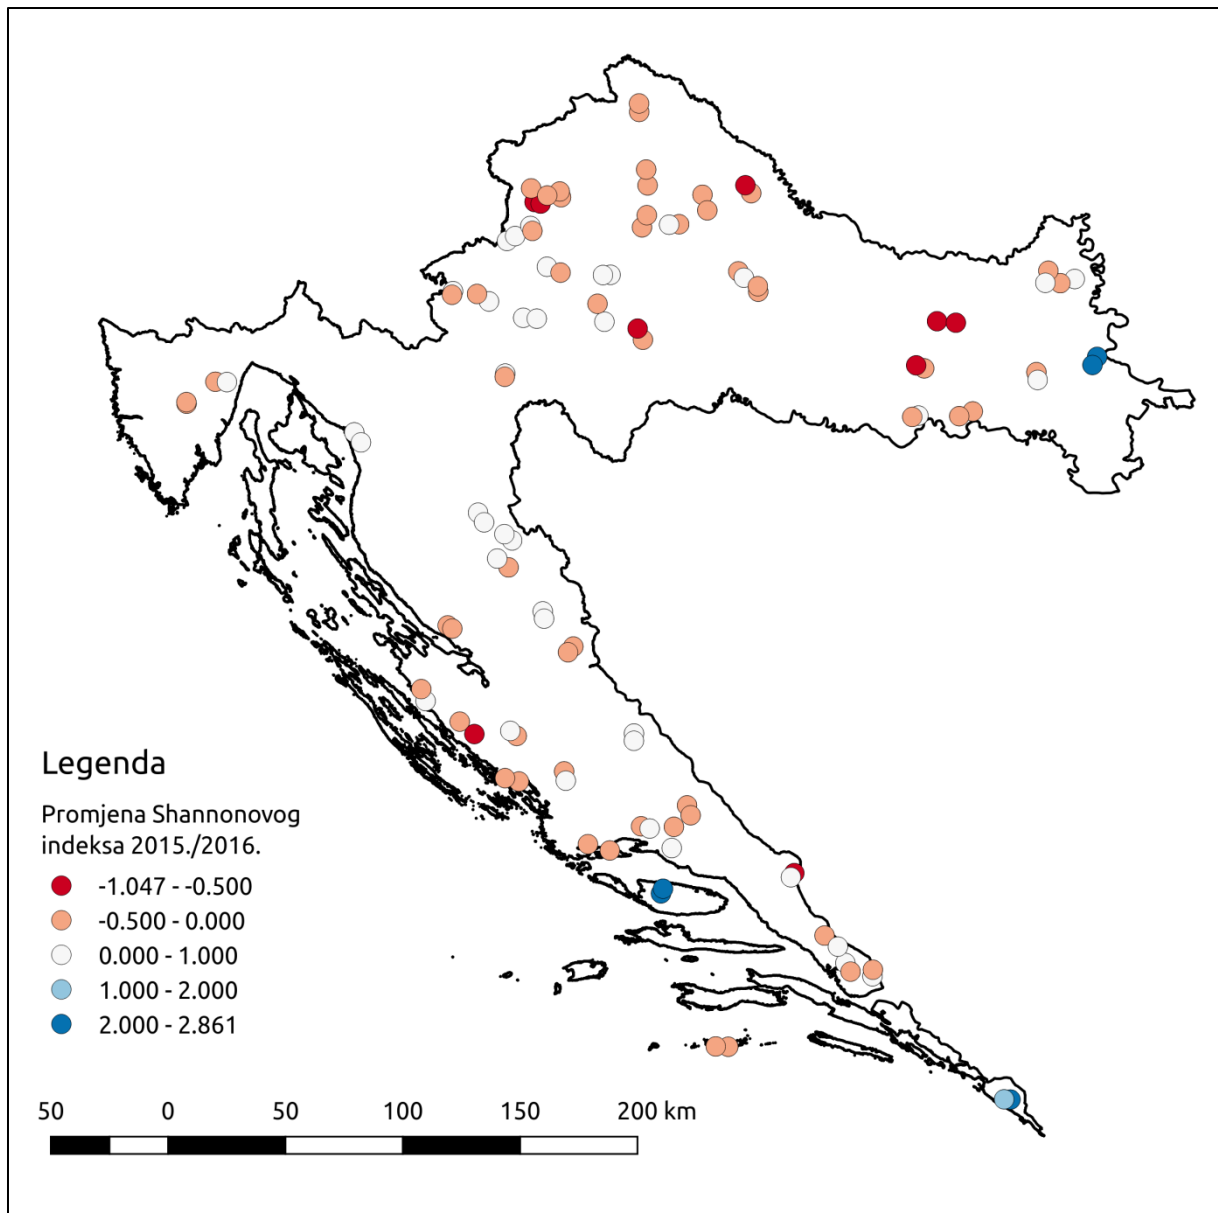 Legenda
Promjena Shannonovog
indeksa 2015./2016.
-1.047 - -0.500
-0.500 - 0.000
0.000 - 1.000
1.000 - 2.000
2.000 - 2.861
50 0 50 100 150 200 km